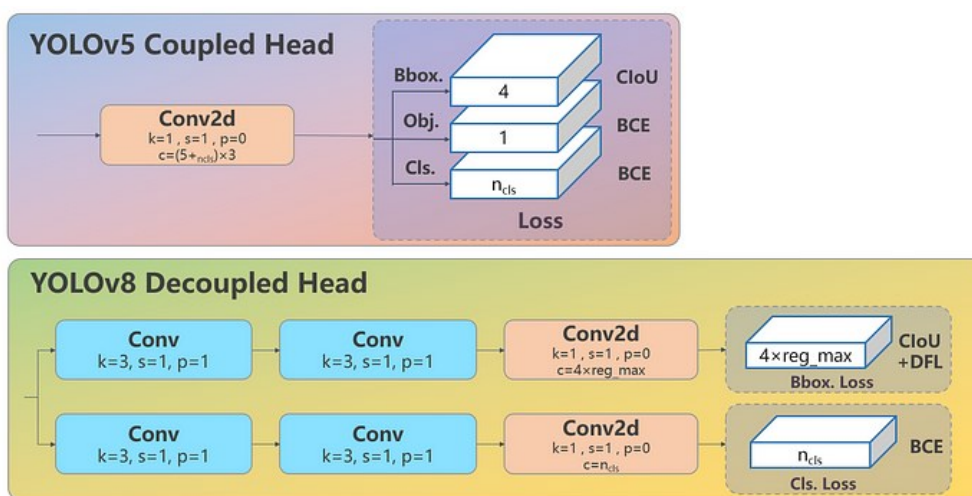 YOLOv5 Coupled Head
Conv2d
k=1 , s=1 , p=0
c=(5+ncls)×3
Bbox.
4
CIoU
Obj.
1
BCE
Cls.
ncls
BCE
Loss
YOLOv8 Decoupled Head
Conv
k=3, s=1, p=1
Conv
k=3, s=1, p=1
Conv2d
k=1 , s=1 , p=0
c=4×reg_max
4×reg_max
CIoU
+DFL
Bbox. Loss
Conv
k=3, s=1, p=1
Conv
k=3, s=1, p=1
Conv2d
k=1 , s=1 , p=0
c=ncls
ncls
BCE
Cls. Loss